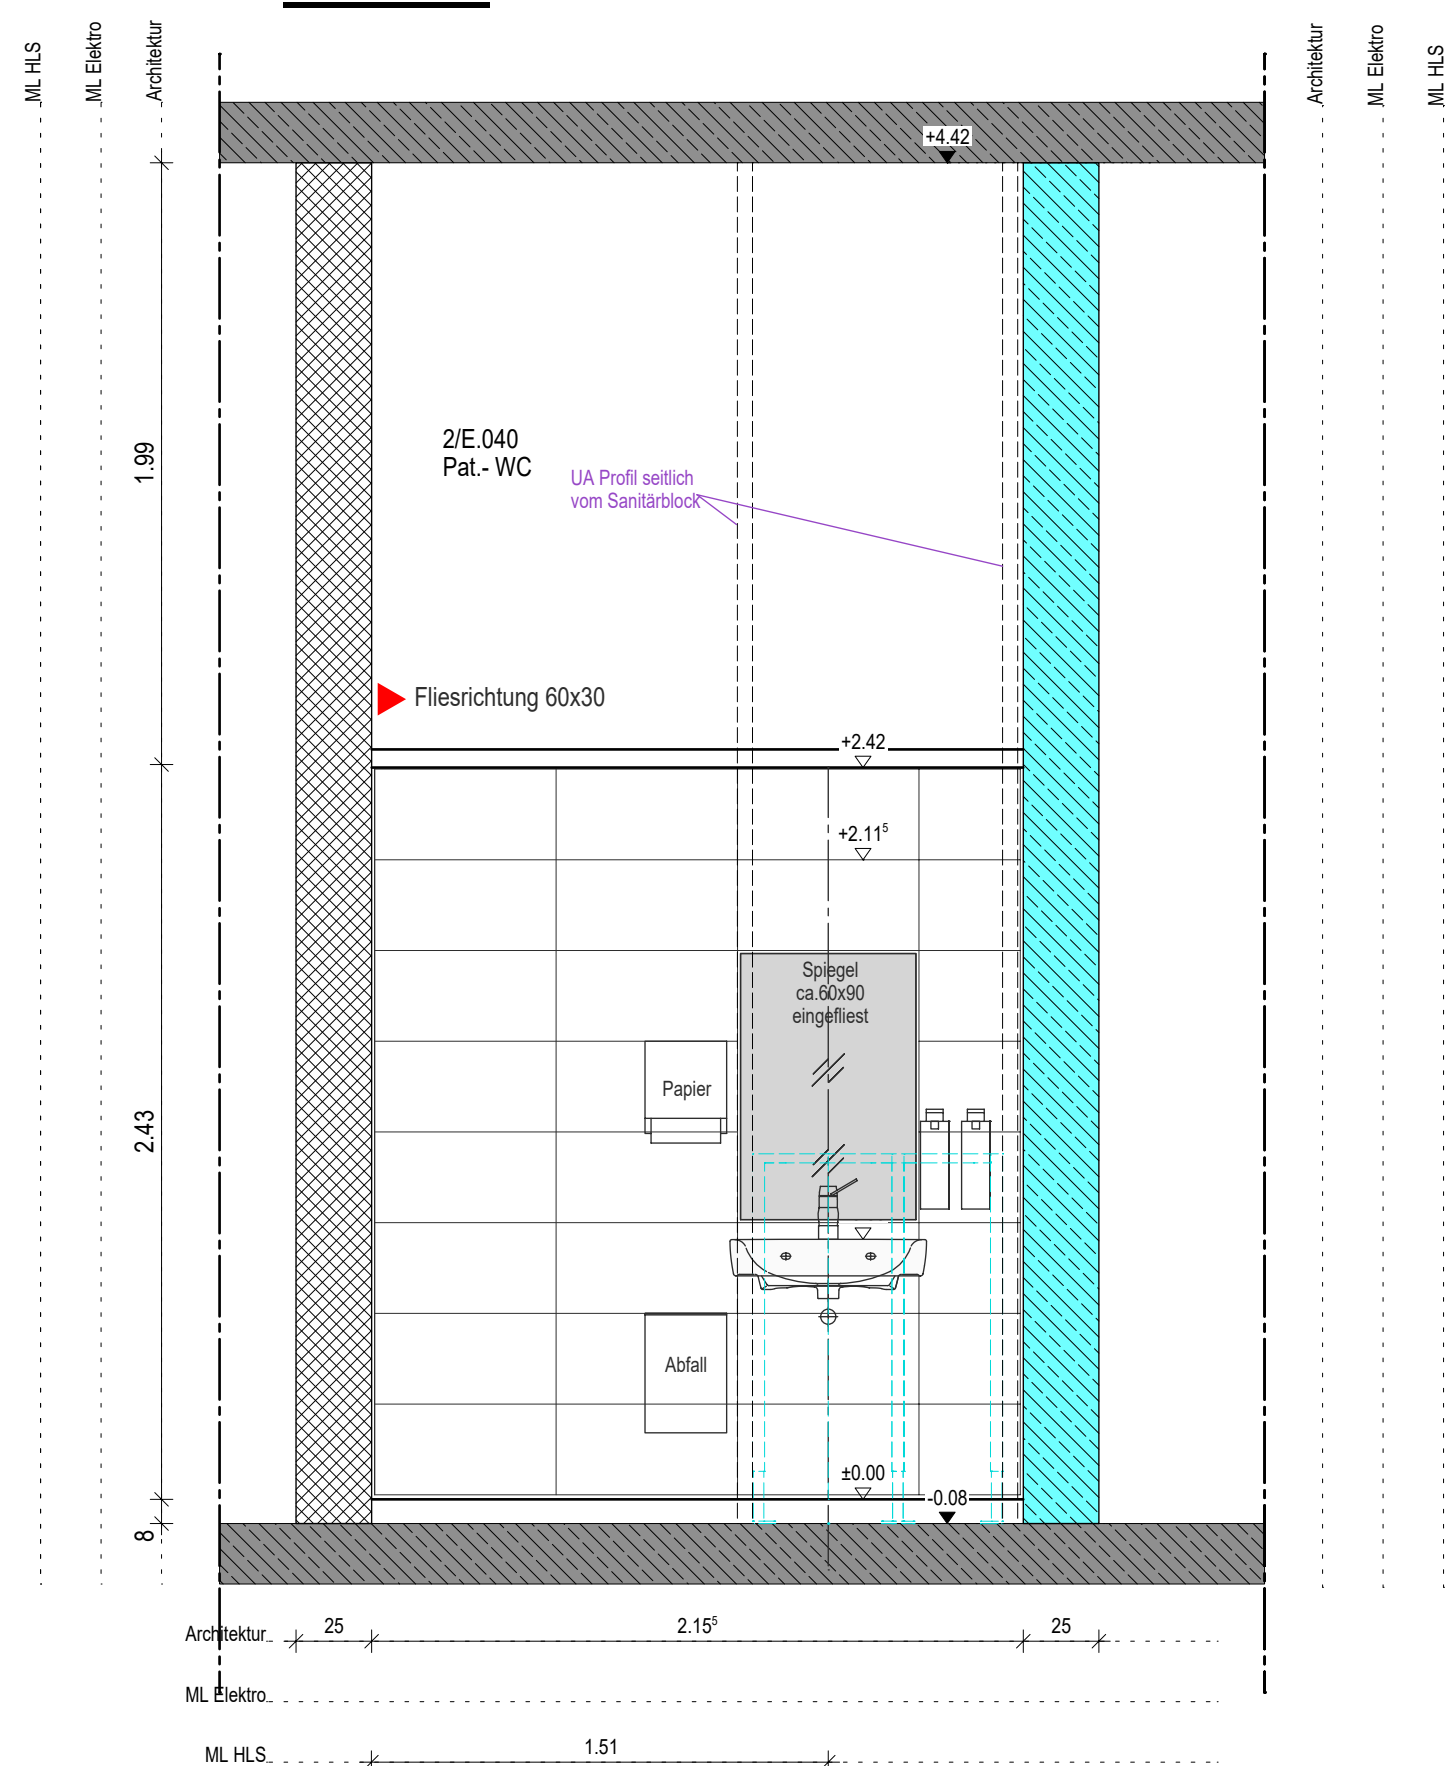 ML HLS
ML Elektro
Architektur
Architektur
ML Elektro
ML HLS
+4.42
1.99
2/E.040
Pat.- WC
UA Profil seitlich
vom Sanitärblock
Fliesrichtung 60x30
+2.42
+2.11⁵
Spiegel
ca.60x90
eingefliest
Papier
2.43
Abfall
±0.00
-0.08
8
Architektur
25
2.15⁵
25
ML Elektro
ML HLS
1.51